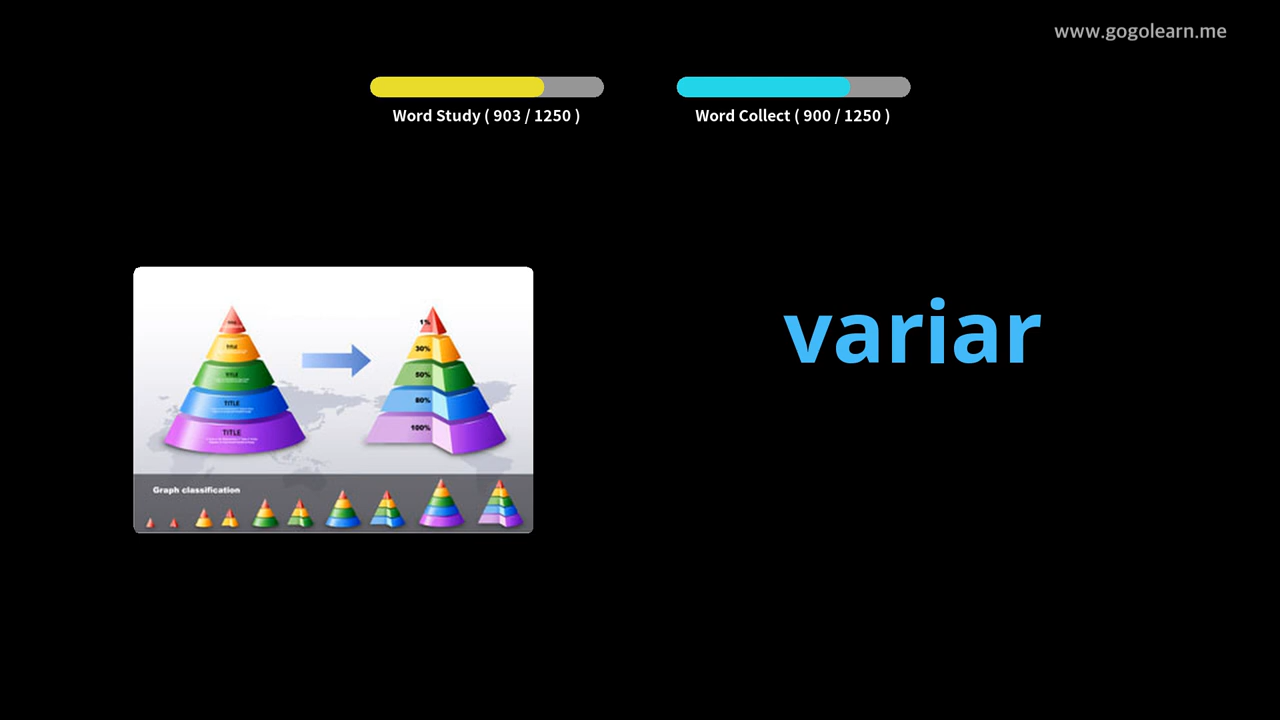 www.gogolearn.me
Word Study ( 903 / 1250 )
Word Collect ( 900 / 1250 )
variar
TITLE
TITLE
TITLE
TITLE
1%
30%
50%
80%
100%
Graph classification